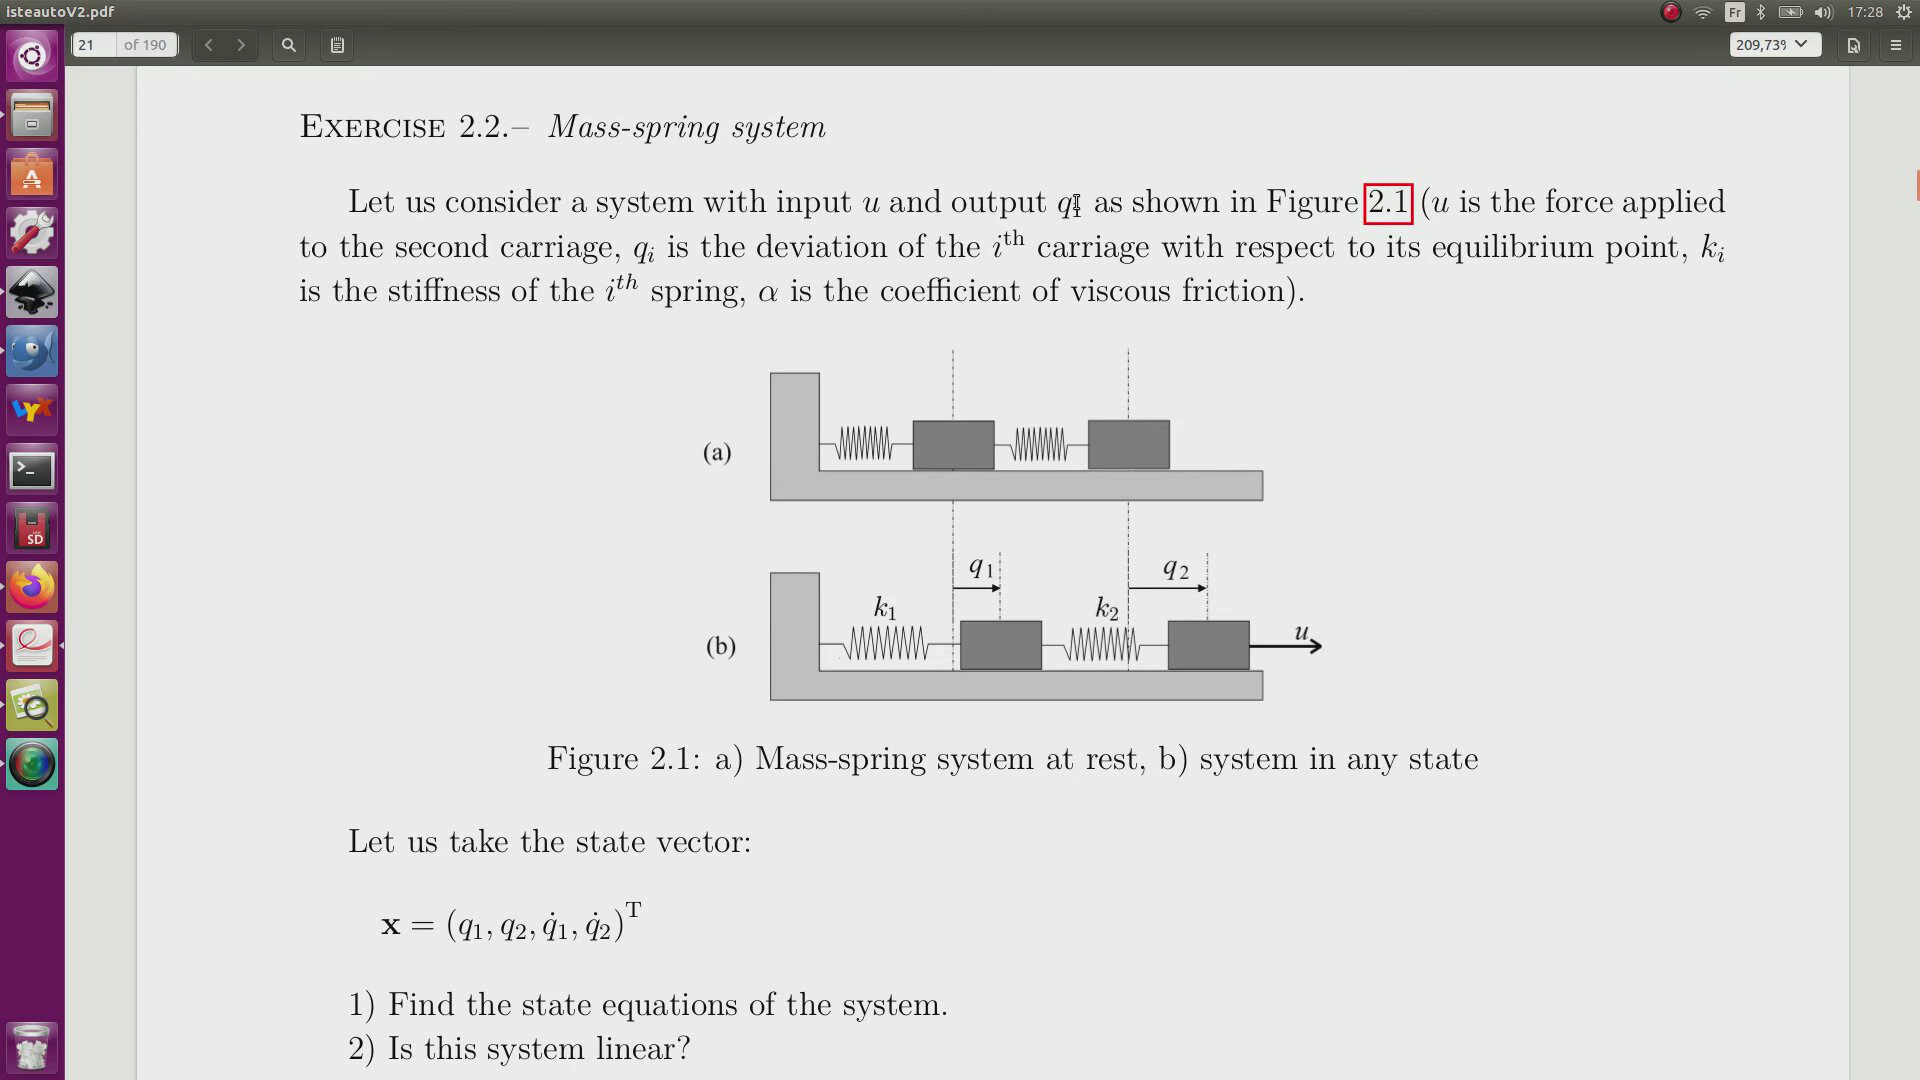 isteautoV2.pdf
Fr
17:28
21 of 190
209,73%
EXERCISE 2.2.– Mass-spring system
Let us consider a system with input u and output q₁ as shown in Figure 2.1 (u is the force applied
to the second carriage, qᵢ is the deviation of the iᵗʰ carriage with respect to its equilibrium point, kᵢ
is the stiffness of the iᵗʰ spring, α is the coefficient of viscous friction).
(a)
q₁ q₂
k₁ k₂
u
(b)
Figure 2.1: a) Mass-spring system at rest, b) system in any state
Let us take the state vector:
x = (q₁, q₂, q̇₁, q̇₂)ᵀ
1) Find the state equations of the system.
2) Is this system linear?
LYX
>_
SD